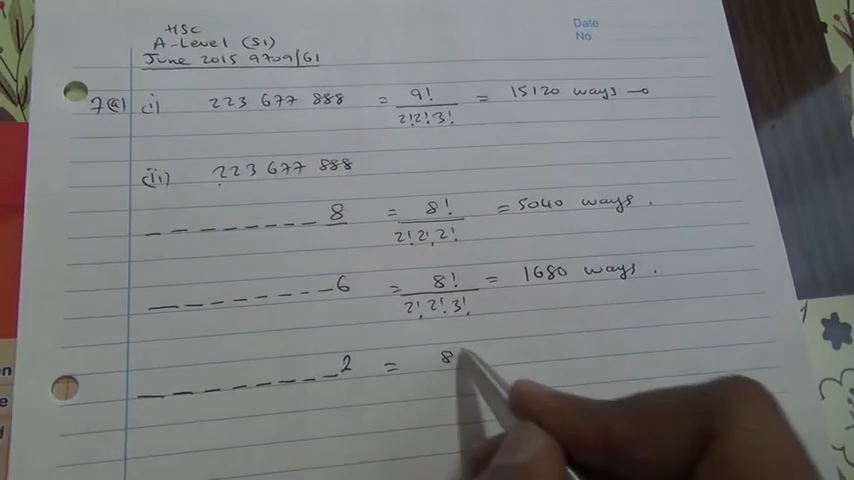 HSC
A-Level (S1)
June 2015 9709/61
Date
No.
7(a) (i) 223 677 888 = 9! / 2!2!3! = 15120 ways
(ii) 223 677 888
_ _ _ _ _ _ _ _ 8 = 8! / 2!2!2! = 5040 ways.
_ _ _ _ _ _ _ _ 6 = 8! / 2!2!3! = 1680 ways.
_ _ _ _ _ _ _ _ 2 = 8